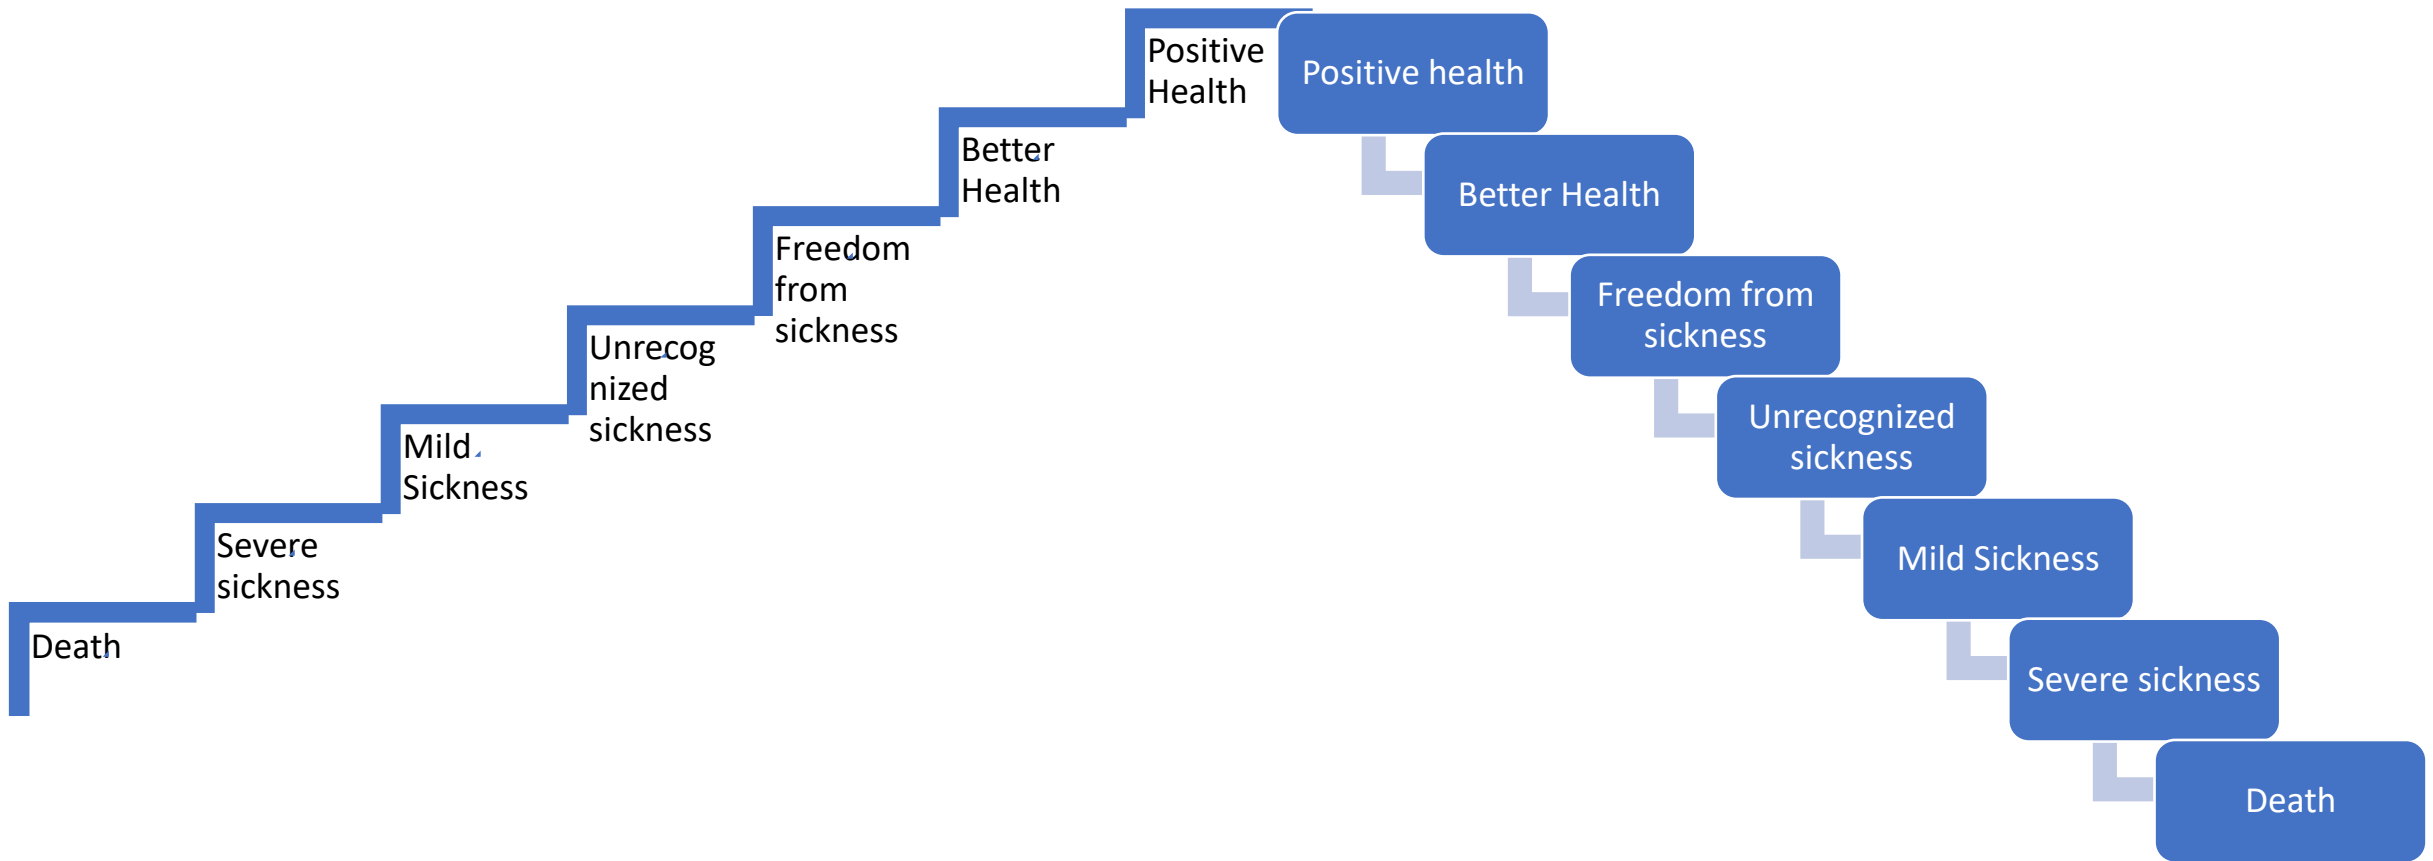 Positive
Health
Better
Health
Freedom
from
sickness
Unrecog
nized
sickness
Mild
Sickness
Severe
sickness
Death
Positive health
Better Health
Freedom from
sickness
Unrecognized
sickness
Mild Sickness
Severe sickness
Death